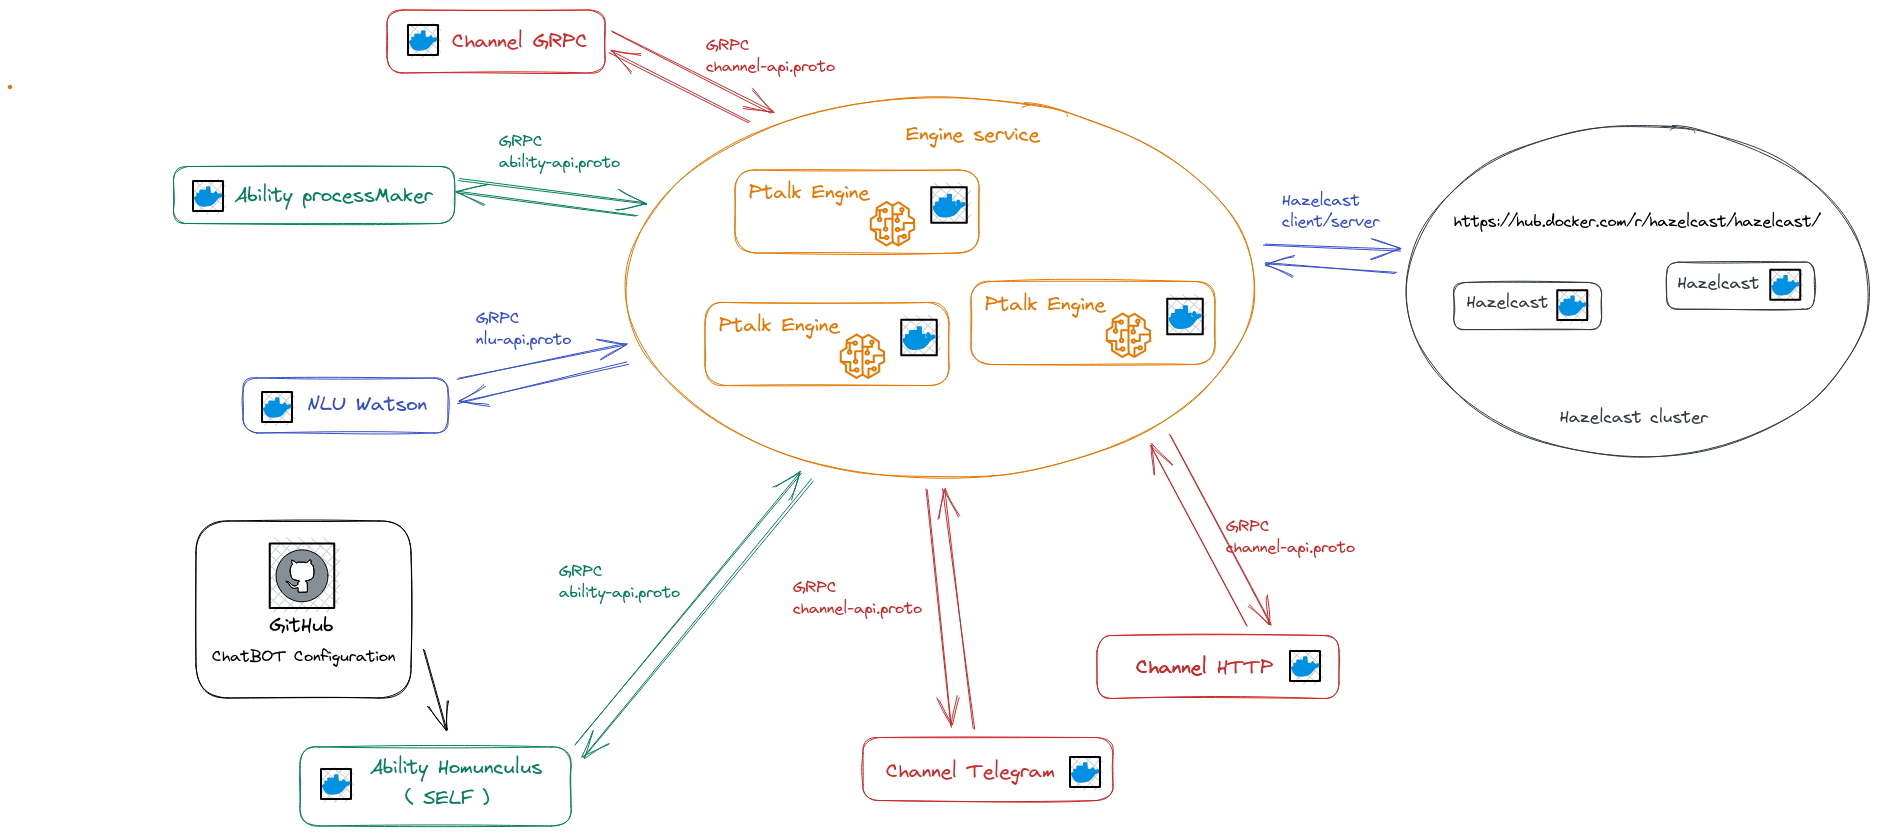 Channel GRPC
GRPC
channel-api.proto
Engine service
GRPC
ability-api.proto
Ability processMaker
Ptalk Engine
Hazelcast
client/server
https://hub.docker.com/r/hazelcast/hazelcast/
Hazelcast
Hazelcast
Ptalk Engine
Ptalk Engine
GRPC
nlu-api.proto
NLU Watson
Hazelcast cluster
GRPC
channel-api.proto
GitHub
ChatBOT Configuration
GRPC
ability-api.proto
GRPC
channel-api.proto
Channel HTTP
Ability Homunculus
( SELF )
Channel Telegram